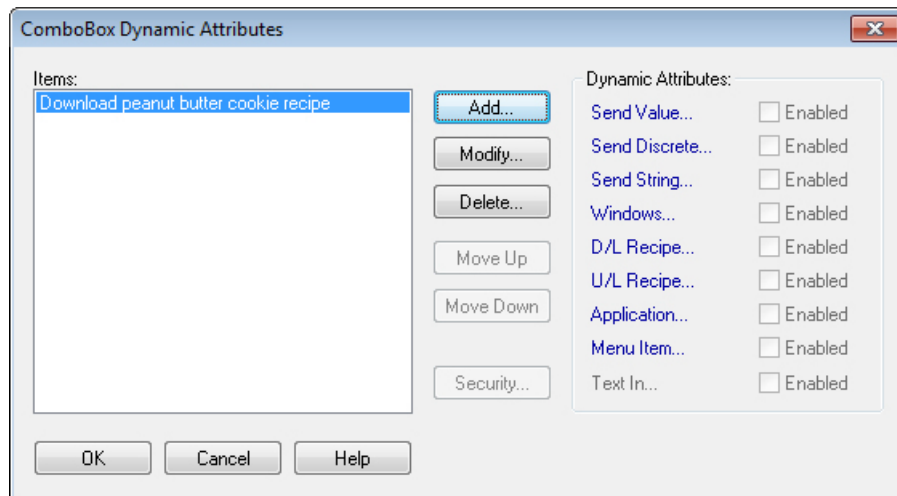 ComboBox Dynamic Attributes
Items:
Download peanut butter cookie recipe
Add...
Modify...
Delete...
Move Up
Move Down
Security...
Dynamic Attributes:
Send Value... Enabled
Send Discrete... Enabled
Send String... Enabled
Windows... Enabled
D/L Recipe... Enabled
U/L Recipe... Enabled
Application... Enabled
Menu Item... Enabled
Text In... Enabled
OK Cancel Help